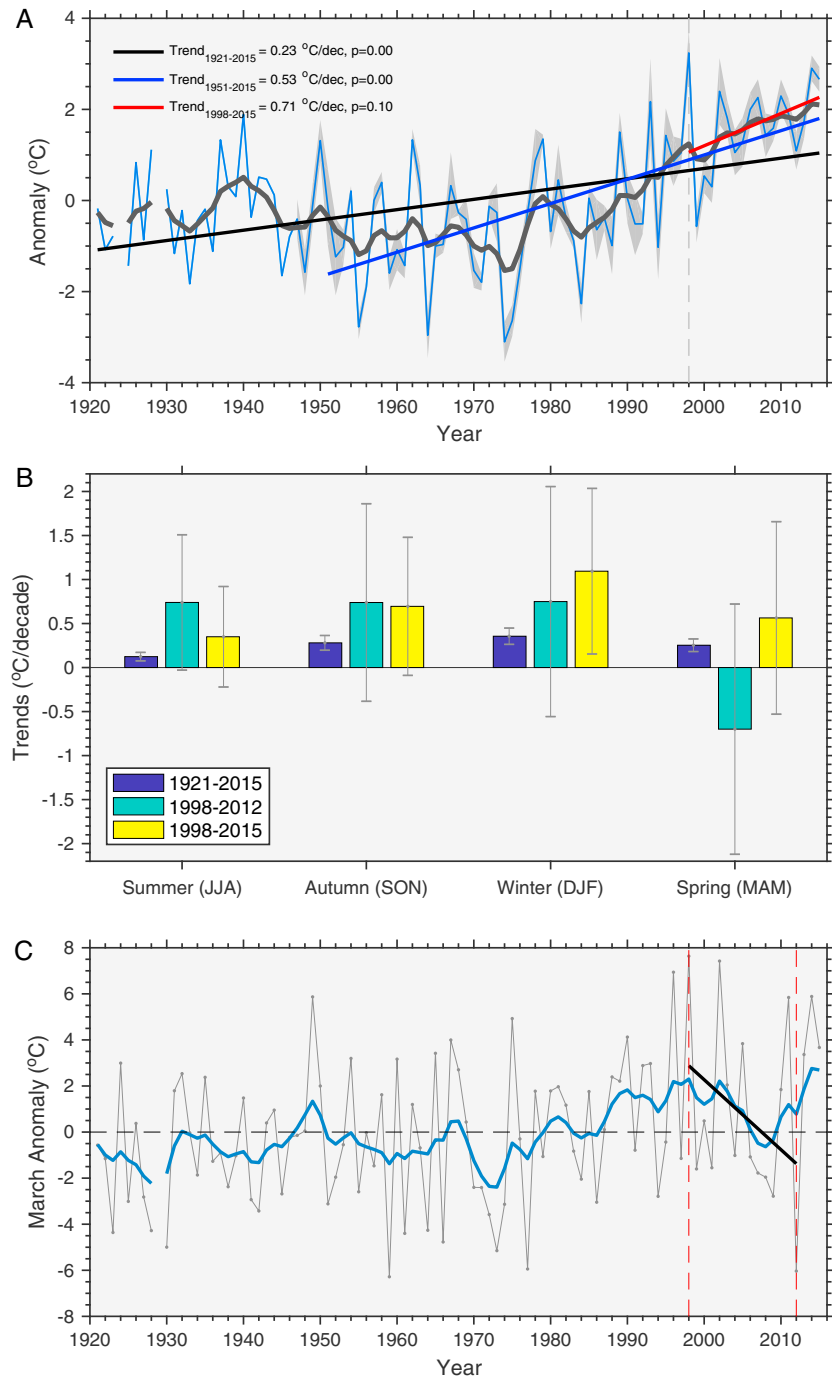 A
Trend1921-2015 = 0.23 °C/dec, p=0.00
Trend1951-2015 = 0.53 °C/dec, p=0.00
Trend1998-2015 = 0.71 °C/dec, p=0.10
Anomaly (°C)
4
2
0
-2
-4
1920 1930 1940 1950 1960 1970 1980 1990 2000 2010
Year
B
Trends (°C/decade)
2
1.5
1
0.5
0
-0.5
-1
-1.5
-2
1921-2015
1998-2012
1998-2015
Summer (JJA) Autumn (SON) Winter (DJF) Spring (MAM)
C
March Anomaly (°C)
8
6
4
2
0
-2
-4
-6
-8
1920 1930 1940 1950 1960 1970 1980 1990 2000 2010
Year